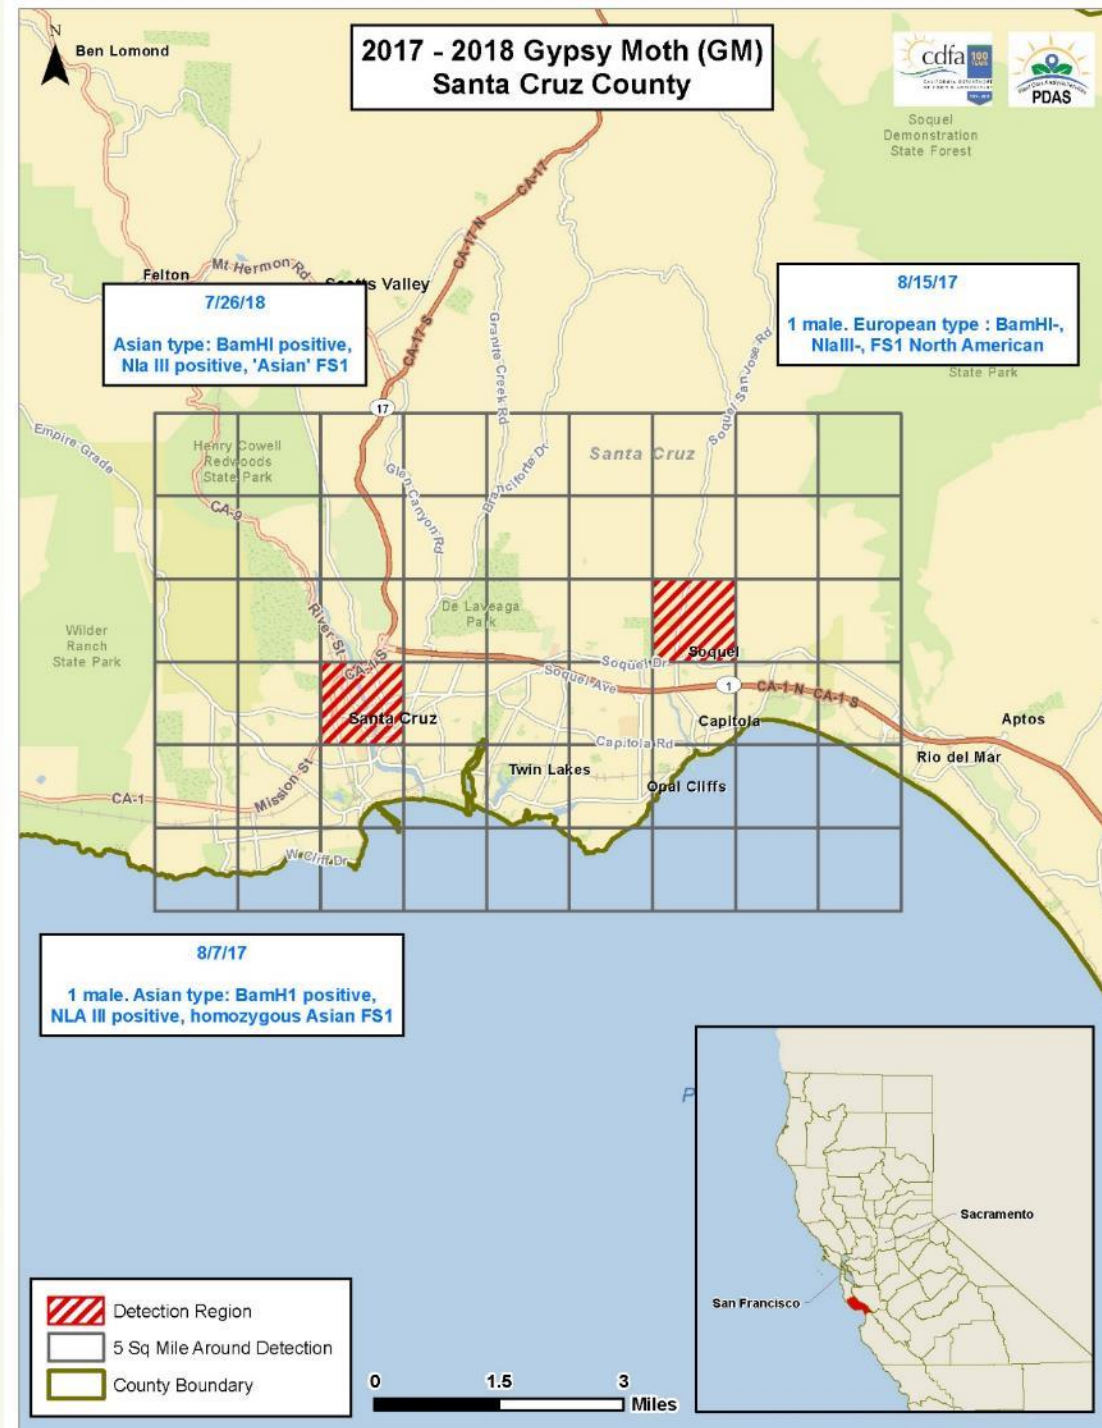 N
Ben Lomond
2017 - 2018 Gypsy Moth (GM)
Santa Cruz County
cdfa
100
YEARS
PDAS
Soquel
Demonstration
State Forest
CA-17
CA-17 N
CA-17 S
Felton
Mt Hermon Rd
Valley
7/26/18
Asian type: BamHI positive,
Nla III positive, 'Asian' FS1
8/15/17
1 male. European type : BamHI-,
NlaIII-, FS1 North American
State Park
Granite Creek Rd
Soquel San Jose Rd
17
Empire Grade
Henry Cowell
Redwoods
State Park
Santa Cruz
Glen Canyon Rd
Branciforte Dr
CA-9
River St
De Laveaga
Park
Wilder
Ranch
State Park
CA-1 S
Soquel Dr
Soquel
Soquel Ave
1
CA-1 N
CA-1 S
Santa Cruz
Capitola
Aptos
Capitola Rd
Rio del Mar
Twin Lakes
Opal Cliffs
CA-1
Mission St
W Cliff Dr
8/7/17
1 male. Asian type: BamH1 positive,
NLA III positive, homozygous Asian FS1
P
Sacramento
San Francisco
Detection Region
5 Sq Mile Around Detection
County Boundary
0 1.5 3
Miles